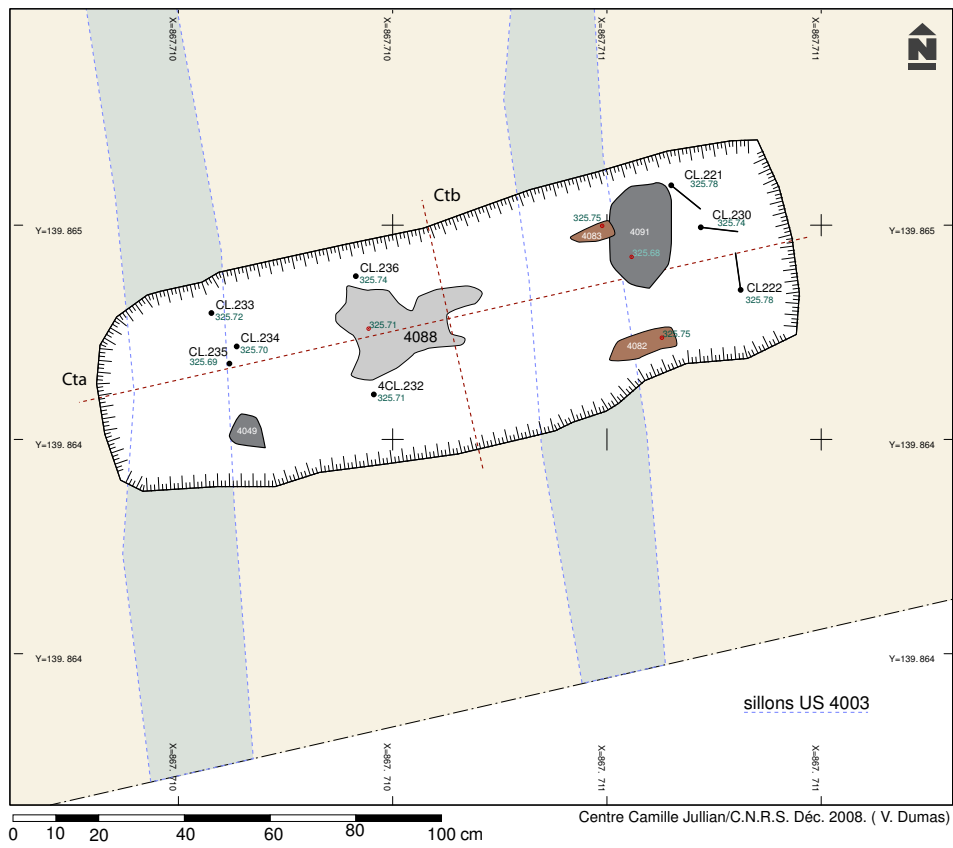 X=867.710
X=867.710
X=867.711
X=867.711
N
Ctb
CL.221
325.78
CL.230
325.74
325.75
4083
4091
325.68
Y=139.865
Y=139.865
CL.236
325.74
CL222
325.78
CL.233
325.72
325.71
4088
CL.234
325.70
CL.235
325.69
325.75
4082
Cta
4CL.232
325.71
4049
Y=139.864
Y=139.864
Y=139. 864
Y=139.864
sillons US 4003
X=867. 710
X=867. 710
X=867. 711
X=867. 711
0 10 20 40 60 80 100 cm
Centre Camille Jullian/C.N.R.S. Déc. 2008. ( V. Dumas)